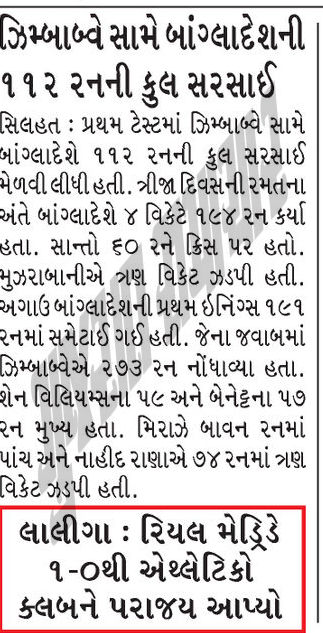 ઝિમ્બાબ્વે સામે બાંગ્લાદેશની
૧૧૨ રનની કુલ સરસાઈ
સિલહત : પ્રથમ ટેસ્ટમાં ઝિમ્બાબ્વે સામે
બાંગ્લાદેશે ૧૧૨ રનની કુલ સરસાઈ
મેળવી લીધી હતી. ત્રીજા દિવસની રમતના
અંતે બાંગ્લાદેશે ૪ વિકેટે ૧૯૪ રન કર્યા
હતા. સાન્તો ૬૦ રને ક્રિસ પર હતો.
મુઝરાબાનીએ ત્રણ વિકેટ ઝડપી હતી.
અગાઉ બાંગ્લાદેશની પ્રથમ ઇનિંગ્સ ૧૯૧
રનમાં સમેટાઈ ગઈ હતી. જેના જવાબમાં
ઝિમ્બાબ્વેએ ૨૭૩ રન નોંધાવ્યા હતા.
શેન વિલિયમ્સના ૫૯ અને બેનેટ્ટના ૫૭
રન મુખ્ય હતા. મિરાઝે બાવન રનમાં
પાંચ અને નાહીદ રાણાએ ૭૪ રનમાં ત્રણ
વિકેટ ઝડપી હતી.
લાલીગા : રિયલ મેડ્રિડે
૧-૦થી એથ્લેટિકો
ક્લબને પરાજય આપ્યો